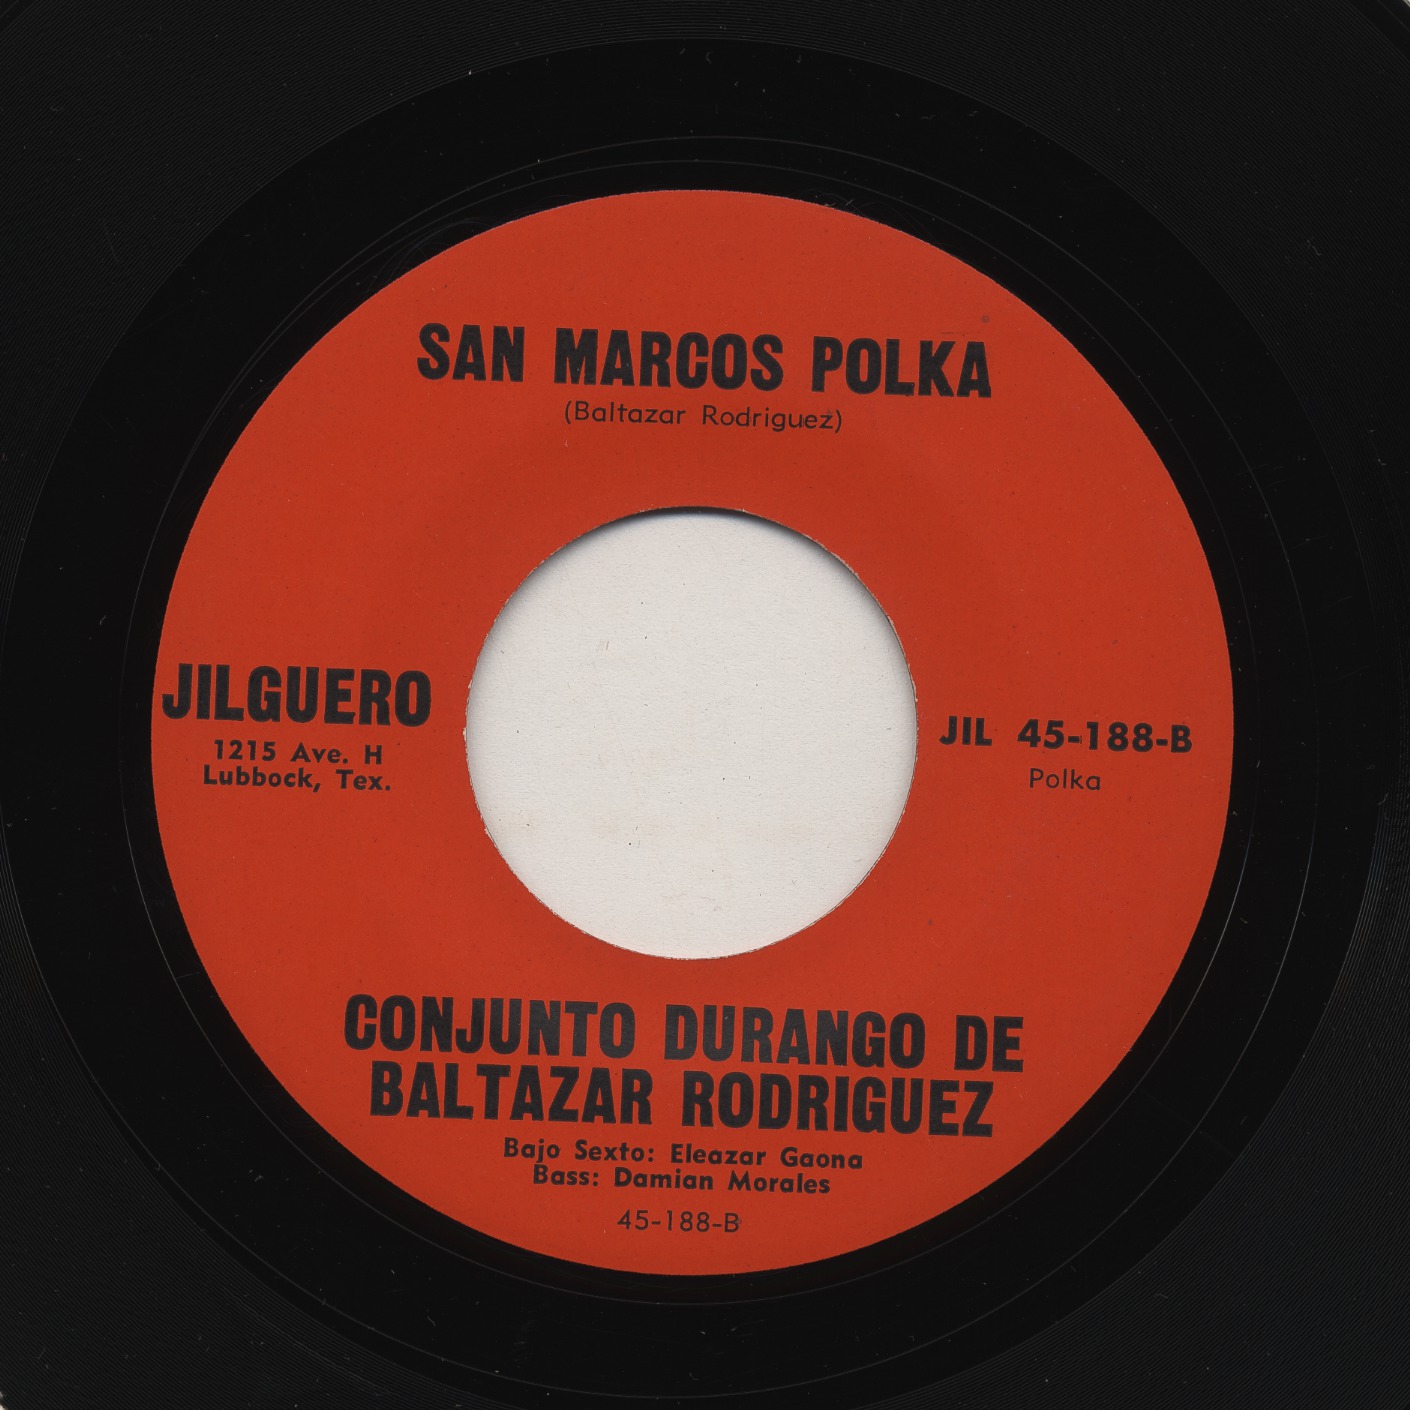 SAN MARCOS POLKA
(Baltazar Rodriguez)
JILGUERO
1215 Ave. H
Lubbock, Tex.
JIL 45-188-B
Polka
CONJUNTO DURANGO DE
BALTAZAR RODRIGUEZ
Bajo Sexto: Eleazar Gaona
Bass: Damian Morales
45-188-B